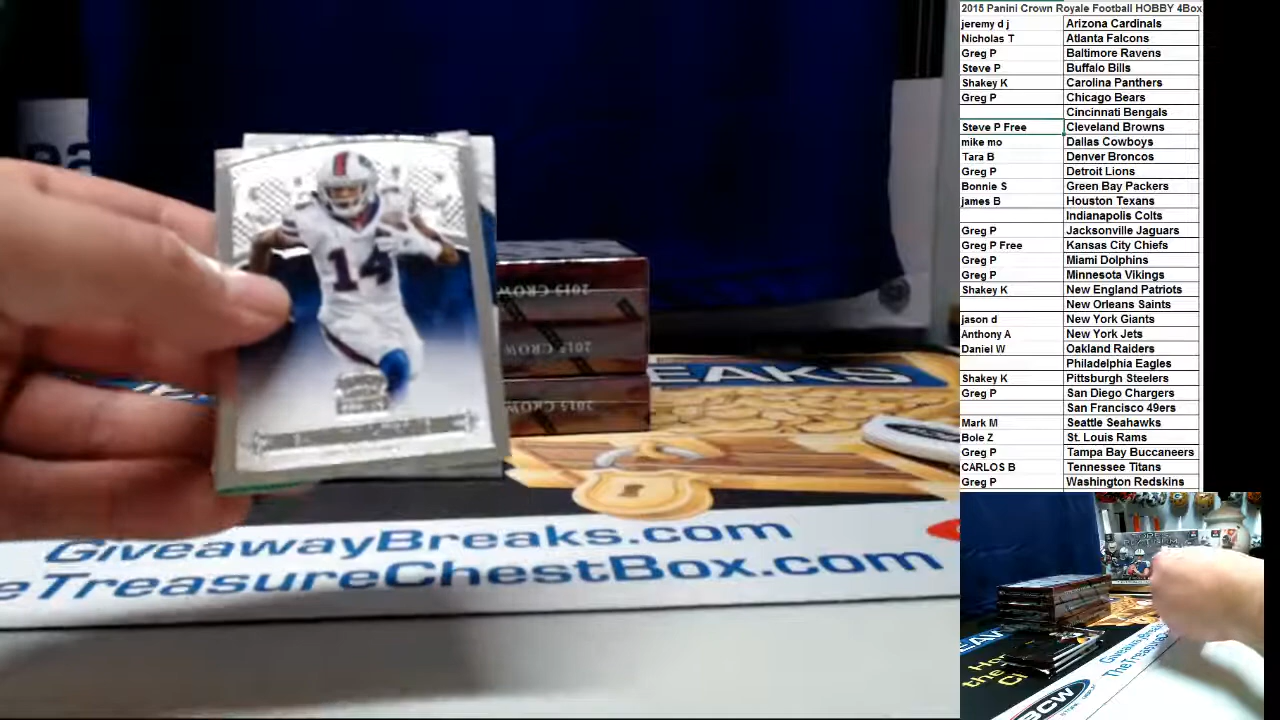 2015 Panini Crown Royale Football HOBBY 4Box
jeremy d j Arizona Cardinals
Nicholas T Atlanta Falcons
Greg P Baltimore Ravens
Steve P Buffalo Bills
Shakey K Carolina Panthers
Greg P Chicago Bears
Cincinnati Bengals
Steve P Free Cleveland Browns
mike mo Dallas Cowboys
Tara B Denver Broncos
Greg P Detroit Lions
Bonnie S Green Bay Packers
james B Houston Texans
Indianapolis Colts
Greg P Jacksonville Jaguars
Greg P Free Kansas City Chiefs
Greg P Miami Dolphins
Greg P Minnesota Vikings
Shakey K New England Patriots
New Orleans Saints
jason d New York Giants
Anthony A New York Jets
Daniel W Oakland Raiders
Philadelphia Eagles
Shakey K Pittsburgh Steelers
Greg P San Diego Chargers
San Francisco 49ers
Mark M Seattle Seahawks
Bole Z St. Louis Rams
Greg P Tampa Bay Buccaneers
CARLOS B Tennessee Titans
Greg P Washington Redskins
14
2015 CROW
2015 CROW
2015 CROW
EAKS
GiveawayBreaks.com
TheTreasureChestBox.com
BCW